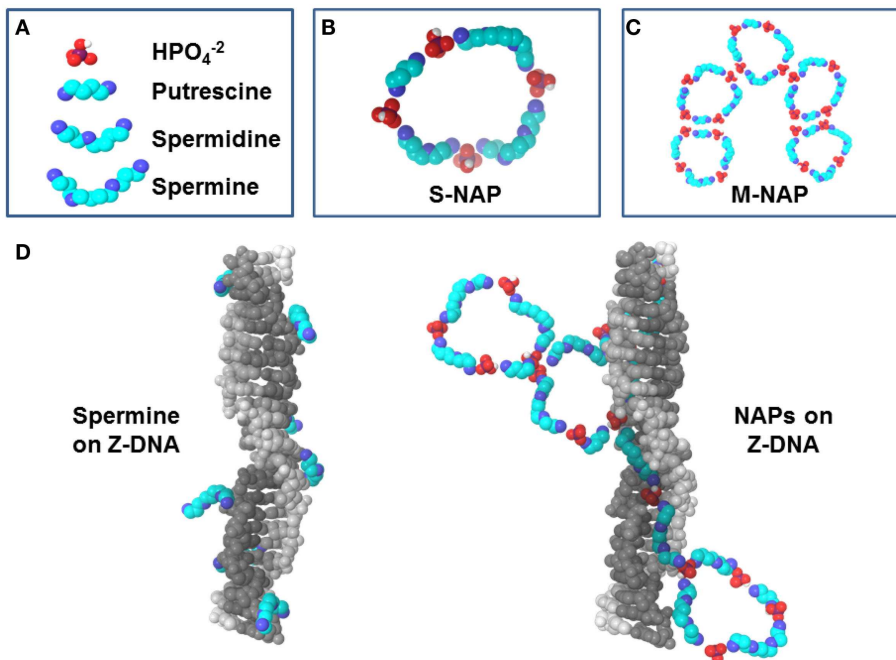 A
HPO₄⁻²
Putrescine
Spermidine
Spermine
B
S-NAP
C
M-NAP
D
Spermine
on Z-DNA
NAPs on
Z-DNA